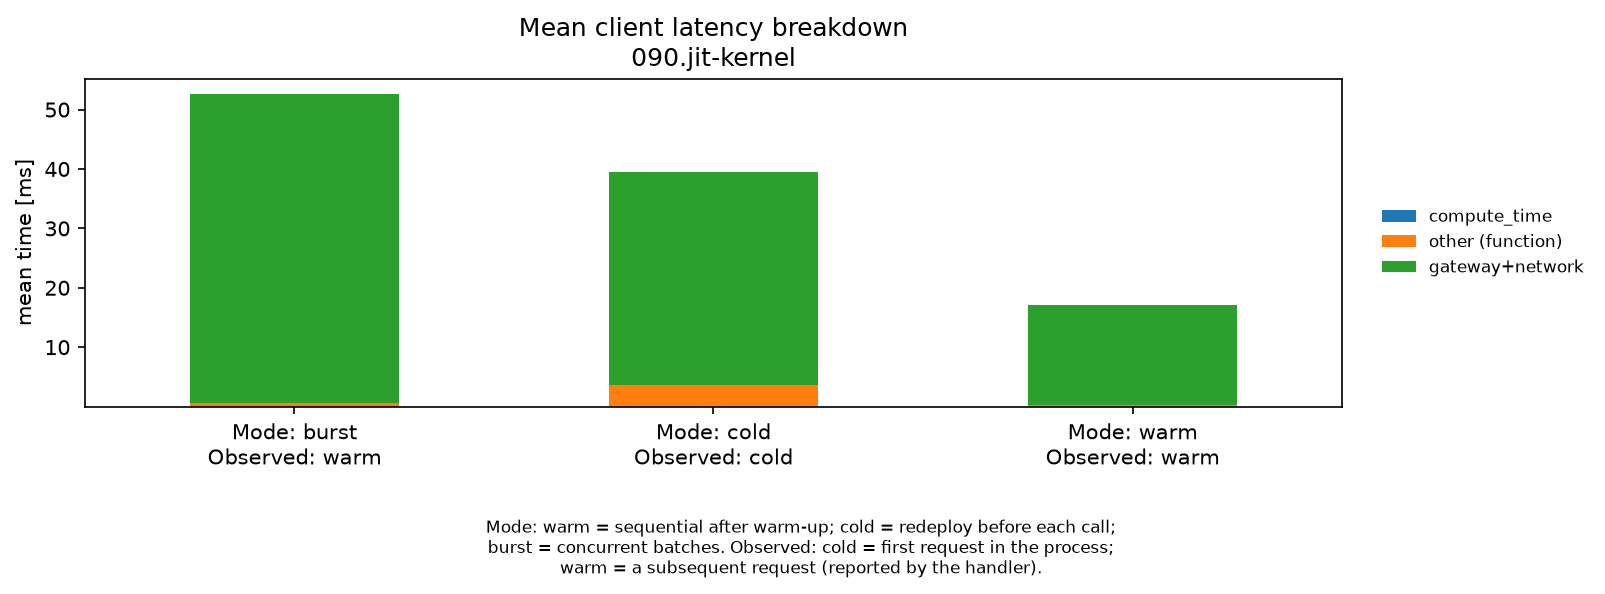 Mean client latency breakdown
090.jit-kernel
mean time [ms]
50
40
30
20
10
Mode: burst
Observed: warm
Mode: cold
Observed: cold
Mode: warm
Observed: warm
compute_time
other (function)
gateway+network
Mode: warm = sequential after warm-up; cold = redeploy before each call;
burst = concurrent batches. Observed: cold = first request in the process;
warm = a subsequent request (reported by the handler).